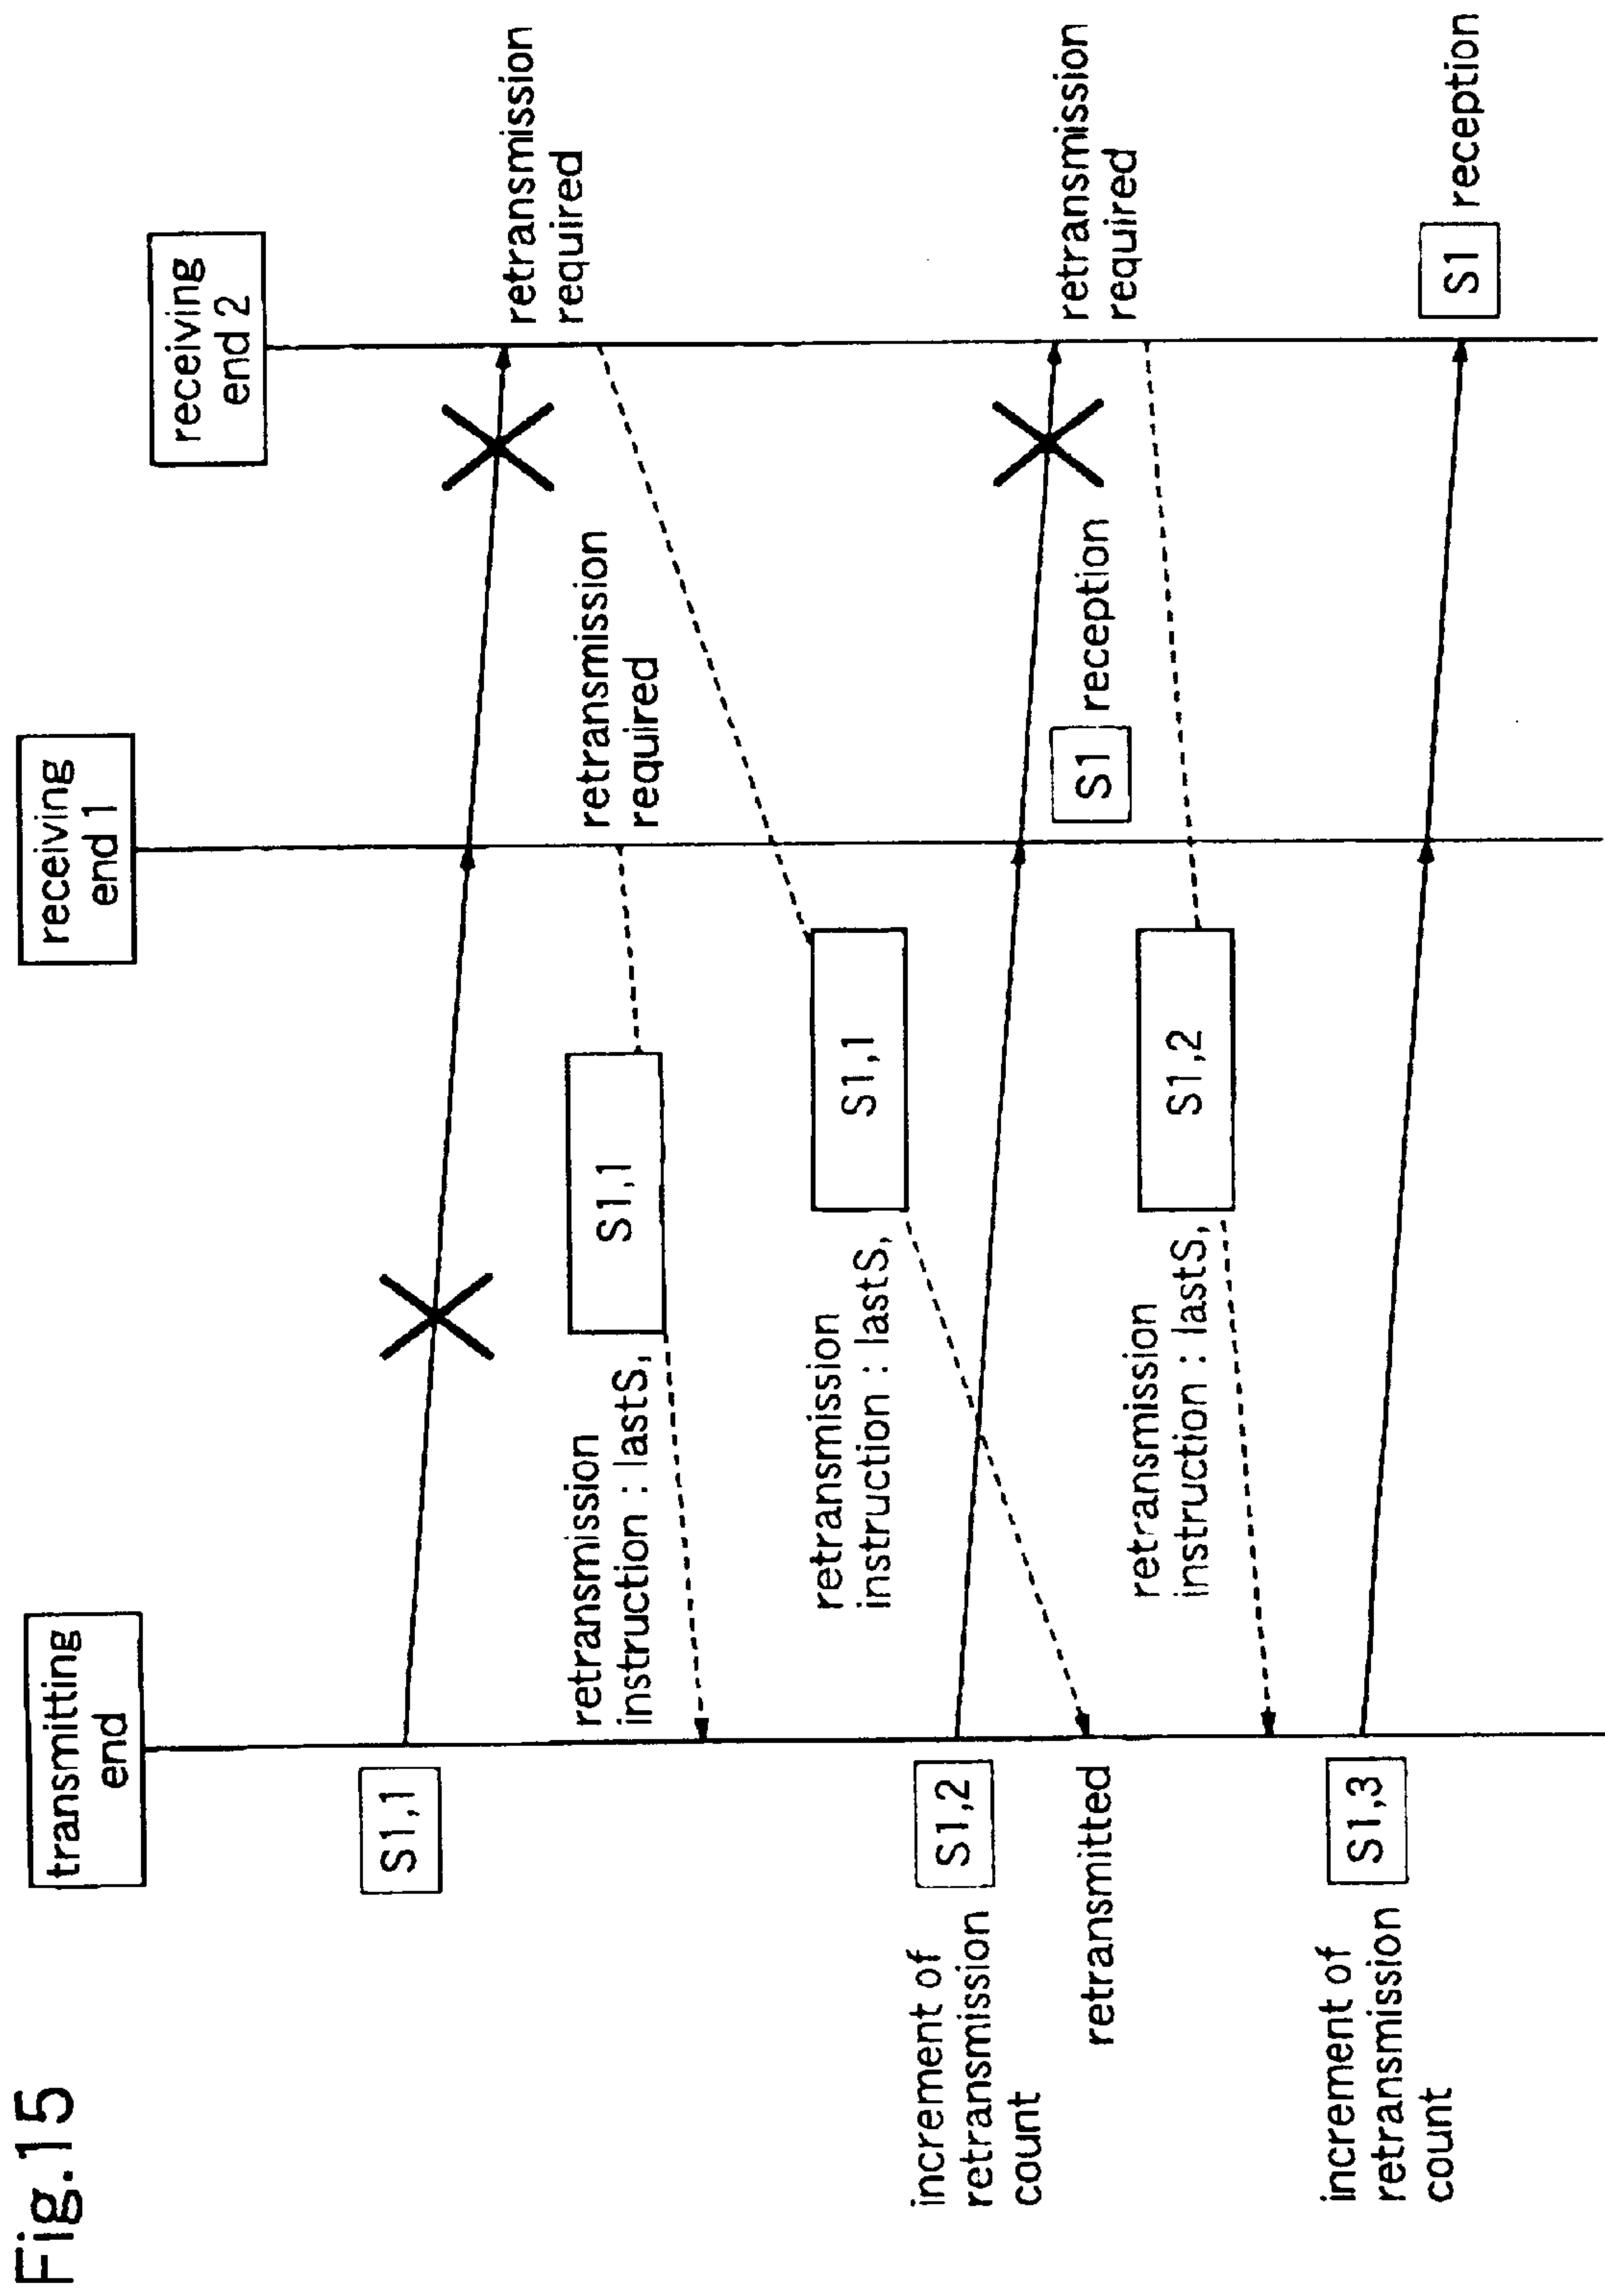 Fig.15
transmitting
end
receiving
end 1
receiving
end 2
S1,1
retransmission
required
retransmission
required
retransmission
instruction : lastS,
S1,1
retransmission
instruction : lastS,
S1,1
increment of
retransmission
count
S1,2
S1 reception
retransmission
required
retransmitted
retransmission
instruction : lastS,
S1,2
increment of
retransmission
count
S1,3
S1 reception